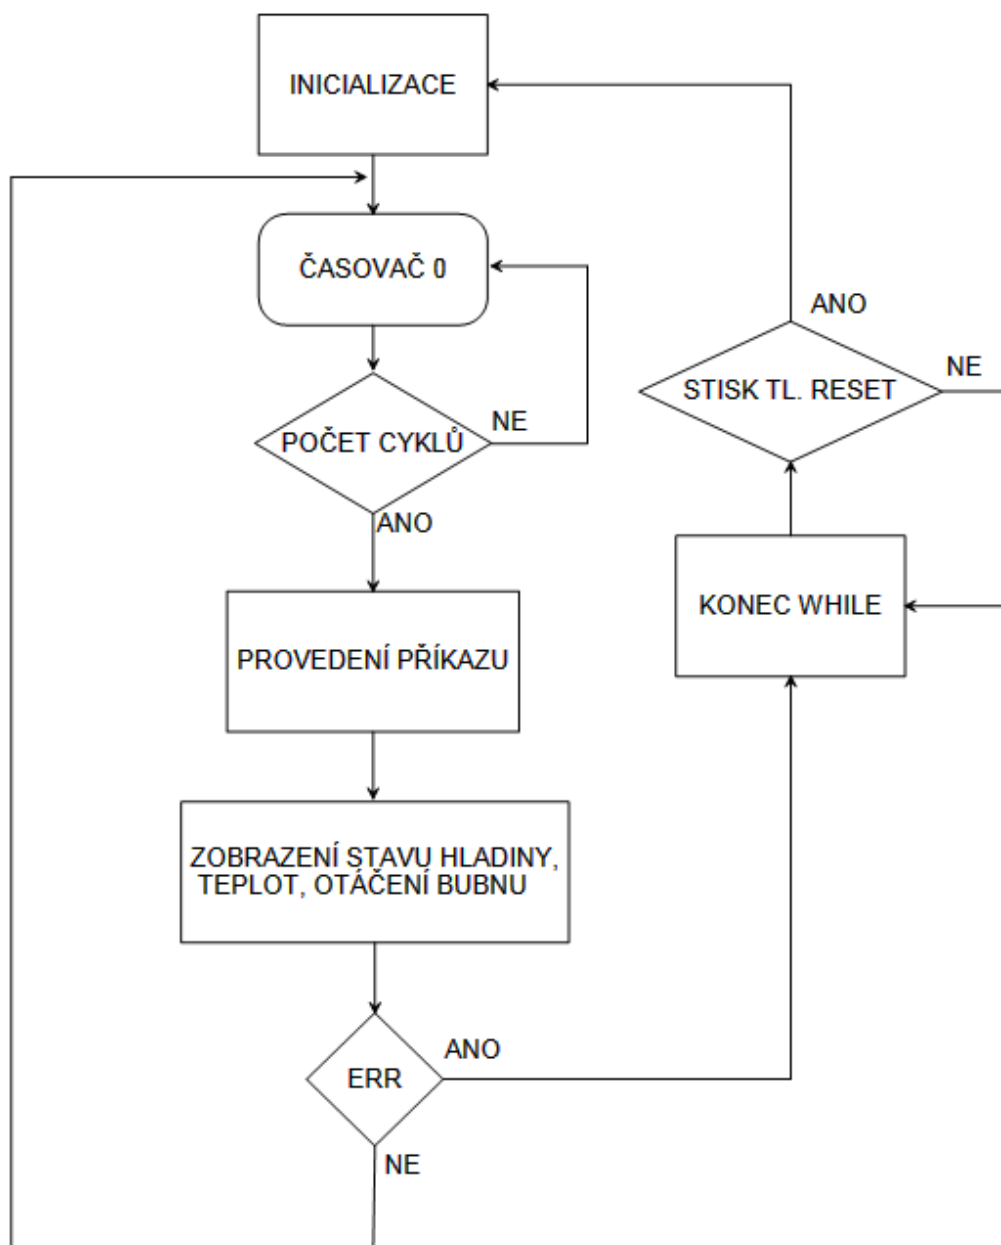 INICIALIZACE
ČASOVAČ 0
POČET CYKLŮ
NE
ANO
PROVEDENÍ PŘÍKAZU
ZOBRAZENÍ STAVU HLADINY,
TEPLOT, OTÁČENÍ BUBNU
ERR
ANO
NE
KONEC WHILE
STISK TL. RESET
ANO
NE